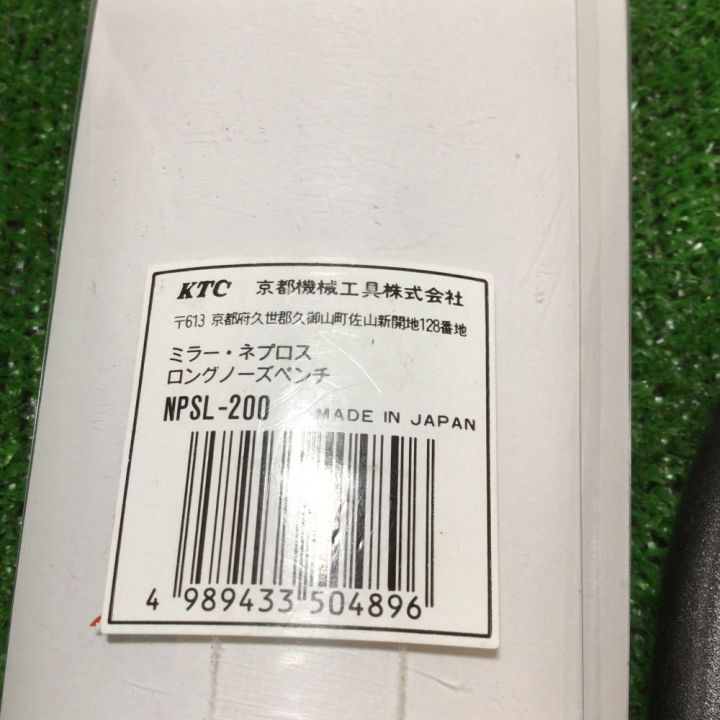 KTC 京都機械工具株式会社
〒613 京都府久世郡久御山町佐山新開地128番地
ミラー・ネプロス
ロングノーズペンチ
NPSL-200 MADE IN JAPAN
4 989433 504896